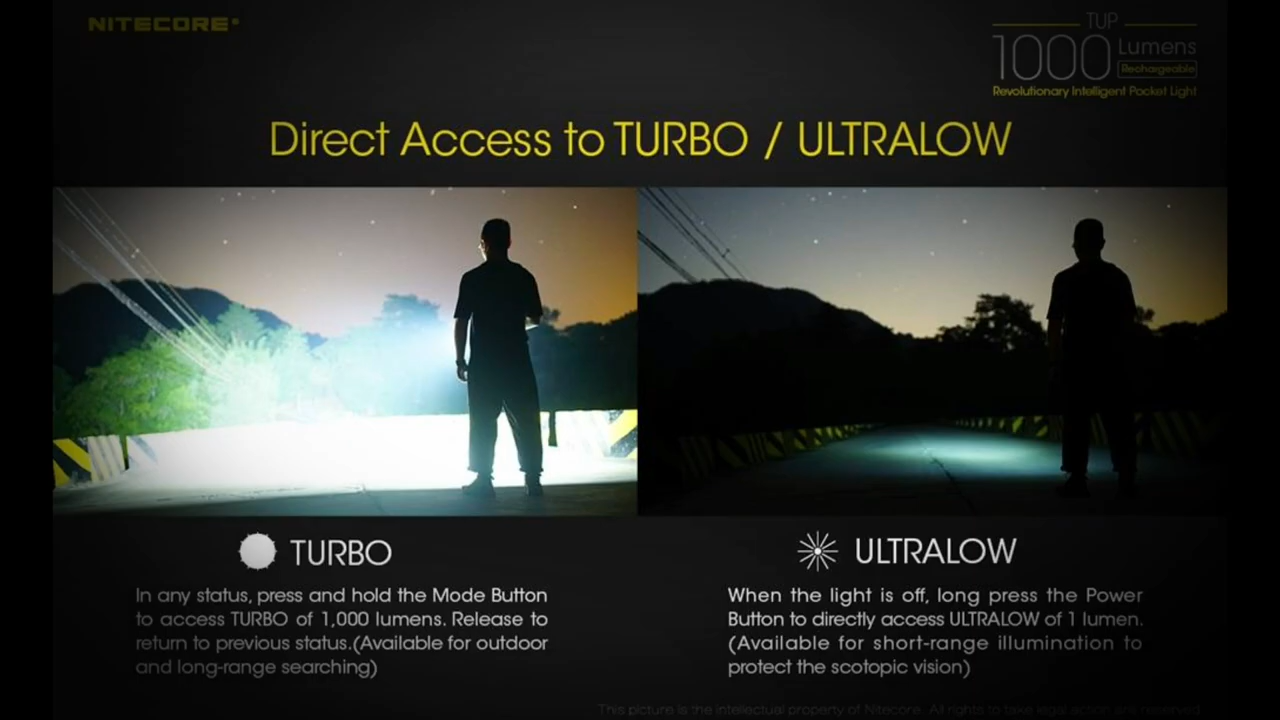 NITECORE®
TUP
1000 Lumens
Rechargeable
Revolutionary Intelligent Pocket Light
Direct Access to TURBO / ULTRALOW
TURBO
In any status, press and hold the Mode Button
to access TURBO of 1,000 lumens. Release to
return to previous status.(Available for outdoor
and long-range searching)
ULTRALOW
When the light is off, long press the Power
Button to directly access ULTRALOW of 1 lumen.
(Available for short-range illumination to
protect the scotopic vision)
This picture is the intellectual property of Nitecore. All rights to take legal action are reserved.